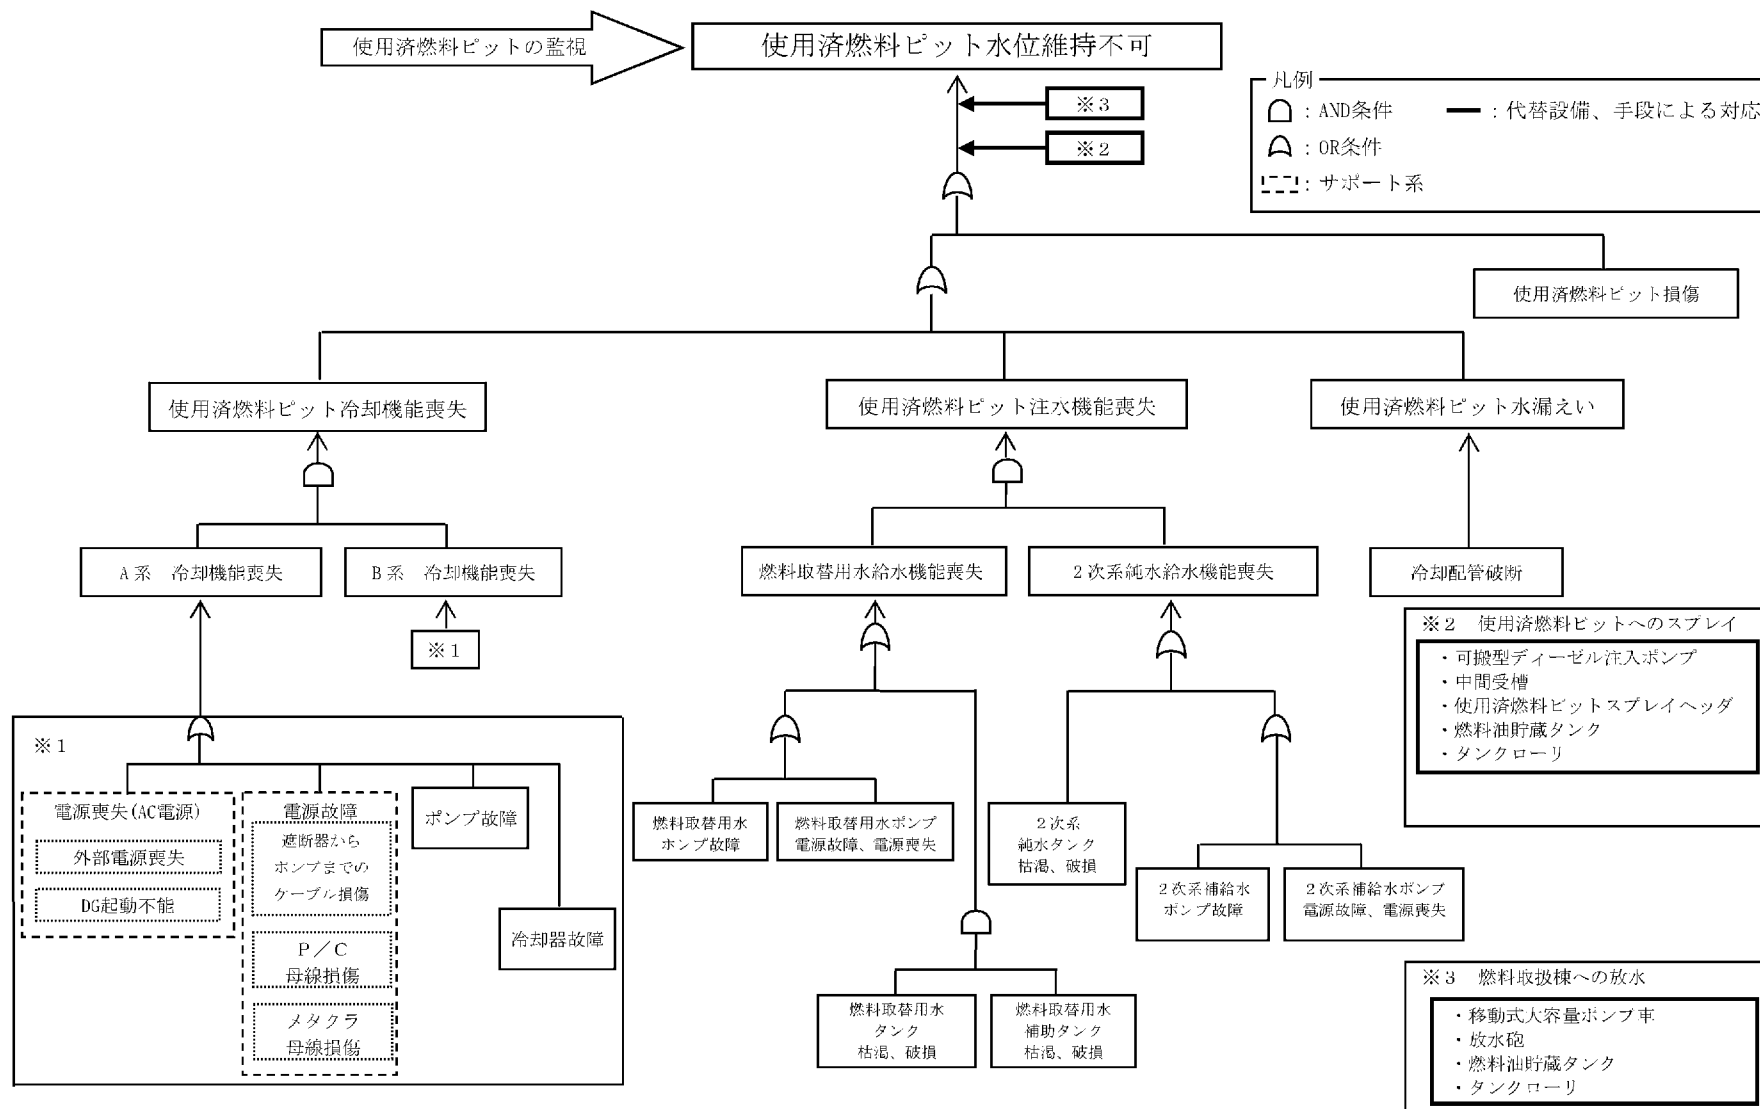 使用済燃料ピットの監視
使用済燃料ピット水位維持不可
※3
※2
凡例
：AND条件
：代替設備、手段による対応
：OR条件
：サポート系
使用済燃料ピット損傷
使用済燃料ピット冷却機能喪失
使用済燃料ピット注水機能喪失
使用済燃料ピット水漏えい
A系　冷却機能喪失
B系　冷却機能喪失
燃料取替用水給水機能喪失
2次系純水給水機能喪失
冷却配管破断
※1
※1
電源喪失(AC電源)
外部電源喪失
DG起動不能
電源故障
遮断器から
ポンプまでの
ケーブル損傷
P／C
母線損傷
メタクラ
母線損傷
ポンプ故障
冷却器故障
燃料取替用水
ポンプ故障
燃料取替用水ポンプ
電源故障、電源喪失
燃料取替用水
タンク
枯渇、破損
燃料取替用水
補助タンク
枯渇、破損
2次系
純水タンク
枯渇、破損
2次系補給水
ポンプ故障
2次系補給水ポンプ
電源故障、電源喪失
※2　使用済燃料ピットへのスプレイ
・可搬型ディーゼル注入ポンプ
・中間受槽
・使用済燃料ピットスプレイヘッダ
・燃料油貯蔵タンク
・タンクローリ
※3　燃料取扱棟への放水
・移動式大容量ポンプ車
・放水砲
・燃料油貯蔵タンク
・タンクローリ